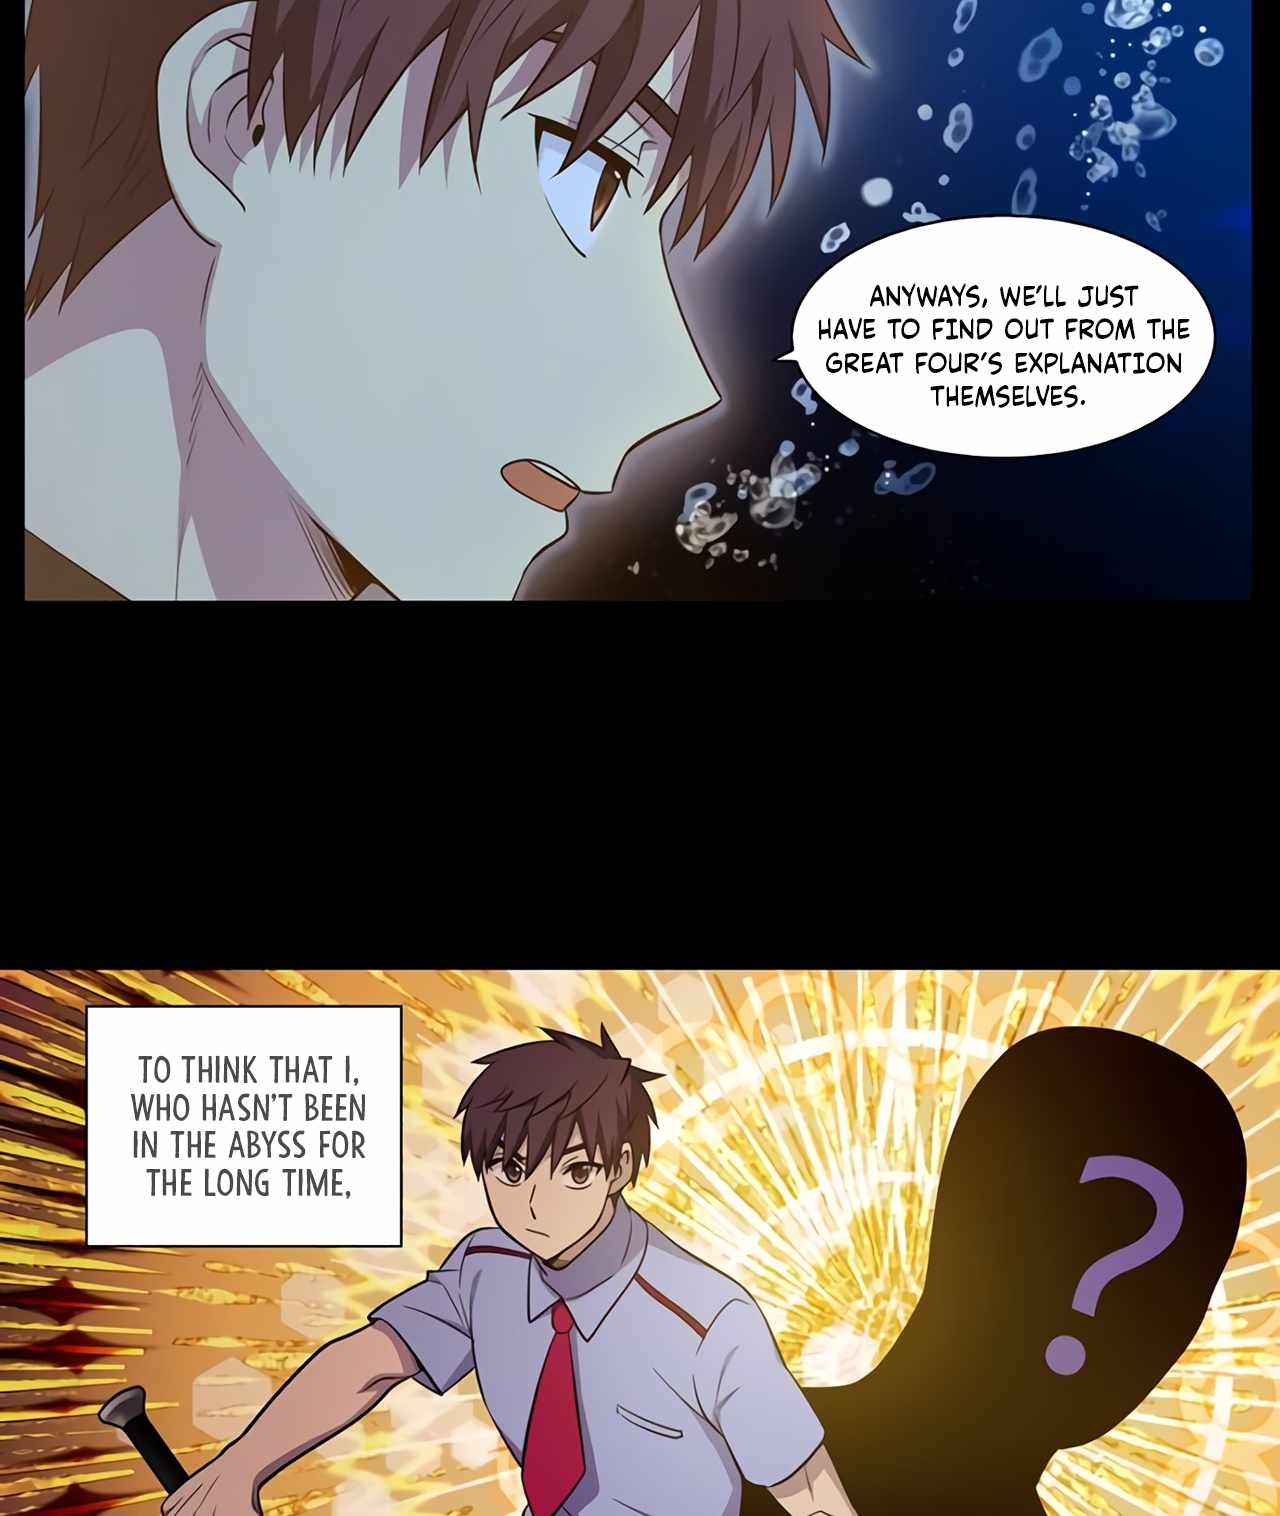 ANYWAYS, WE'LL JUST
HAVE TO FIND OUT FROM THE
GREAT FOUR'S EXPLANATION
THEMSELVES.
TO THINK THAT I,
WHO HASN'T BEEN
IN THE ABYSS FOR
THE LONG TIME,
?